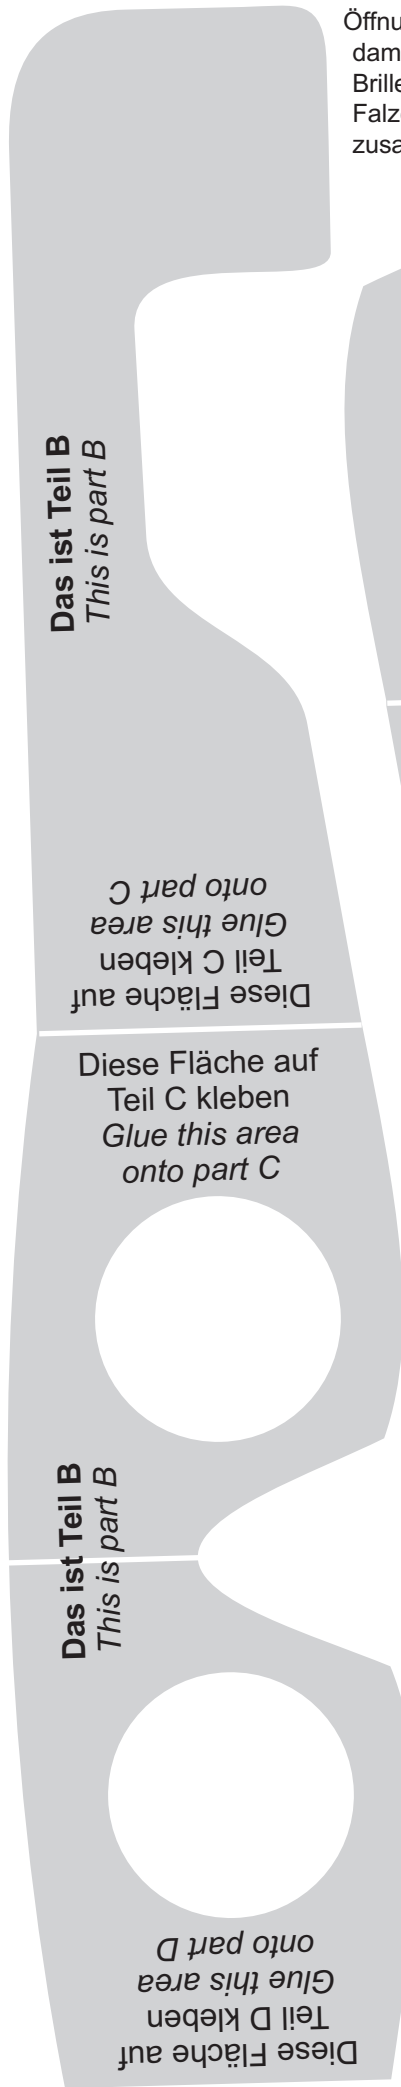 Das ist Teil B
This is part B
Diese Fläche auf
Teil C kleben
Glue this area
onto part C
Diese Fläche auf
Teil C kleben
Glue this area
onto part C
Das ist Teil B
This is part B
Diese Fläche auf
Teil D kleben
Glue this area
onto part D